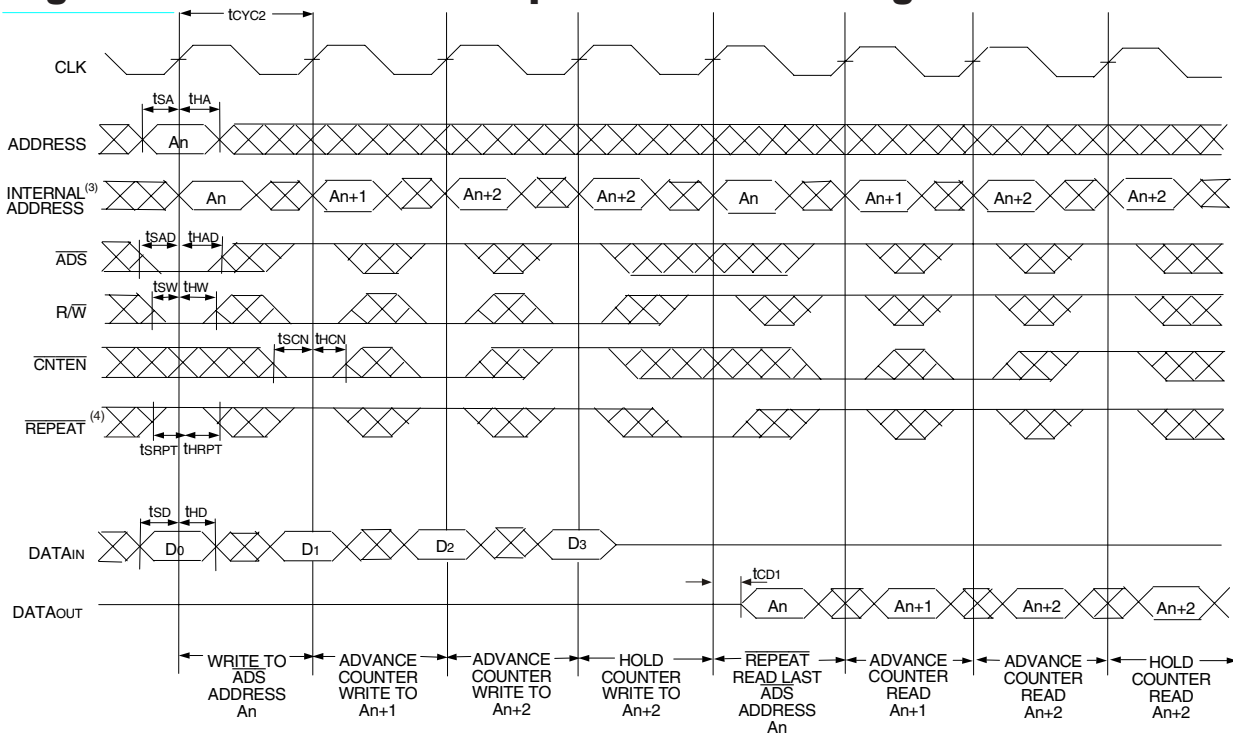 tCYC2
CLK
tSA tHA
ADDRESS An
INTERNAL(3) ADDRESS An An+1 An+2 An+2 An An+1 An+2 An+2
tSAD tHAD
ADS
tSW tHW
R/W
tSCN tHCN
CNTEN
REPEAT (4)
tSRPT tHRPT
tSD tHD
DATAIN D0 D1 D2 D3
tCD1
DATAOUT An An+1 An+2 An+2
WRITE TO
ADS
ADDRESS
An
ADVANCE
COUNTER
WRITE TO
An+1
ADVANCE
COUNTER
WRITE TO
An+2
HOLD
COUNTER
WRITE TO
An+2
REPEAT
READ LAST
ADS
ADDRESS
An
ADVANCE
COUNTER
READ
An+1
ADVANCE
COUNTER
READ
An+2
HOLD
COUNTER
READ
An+2